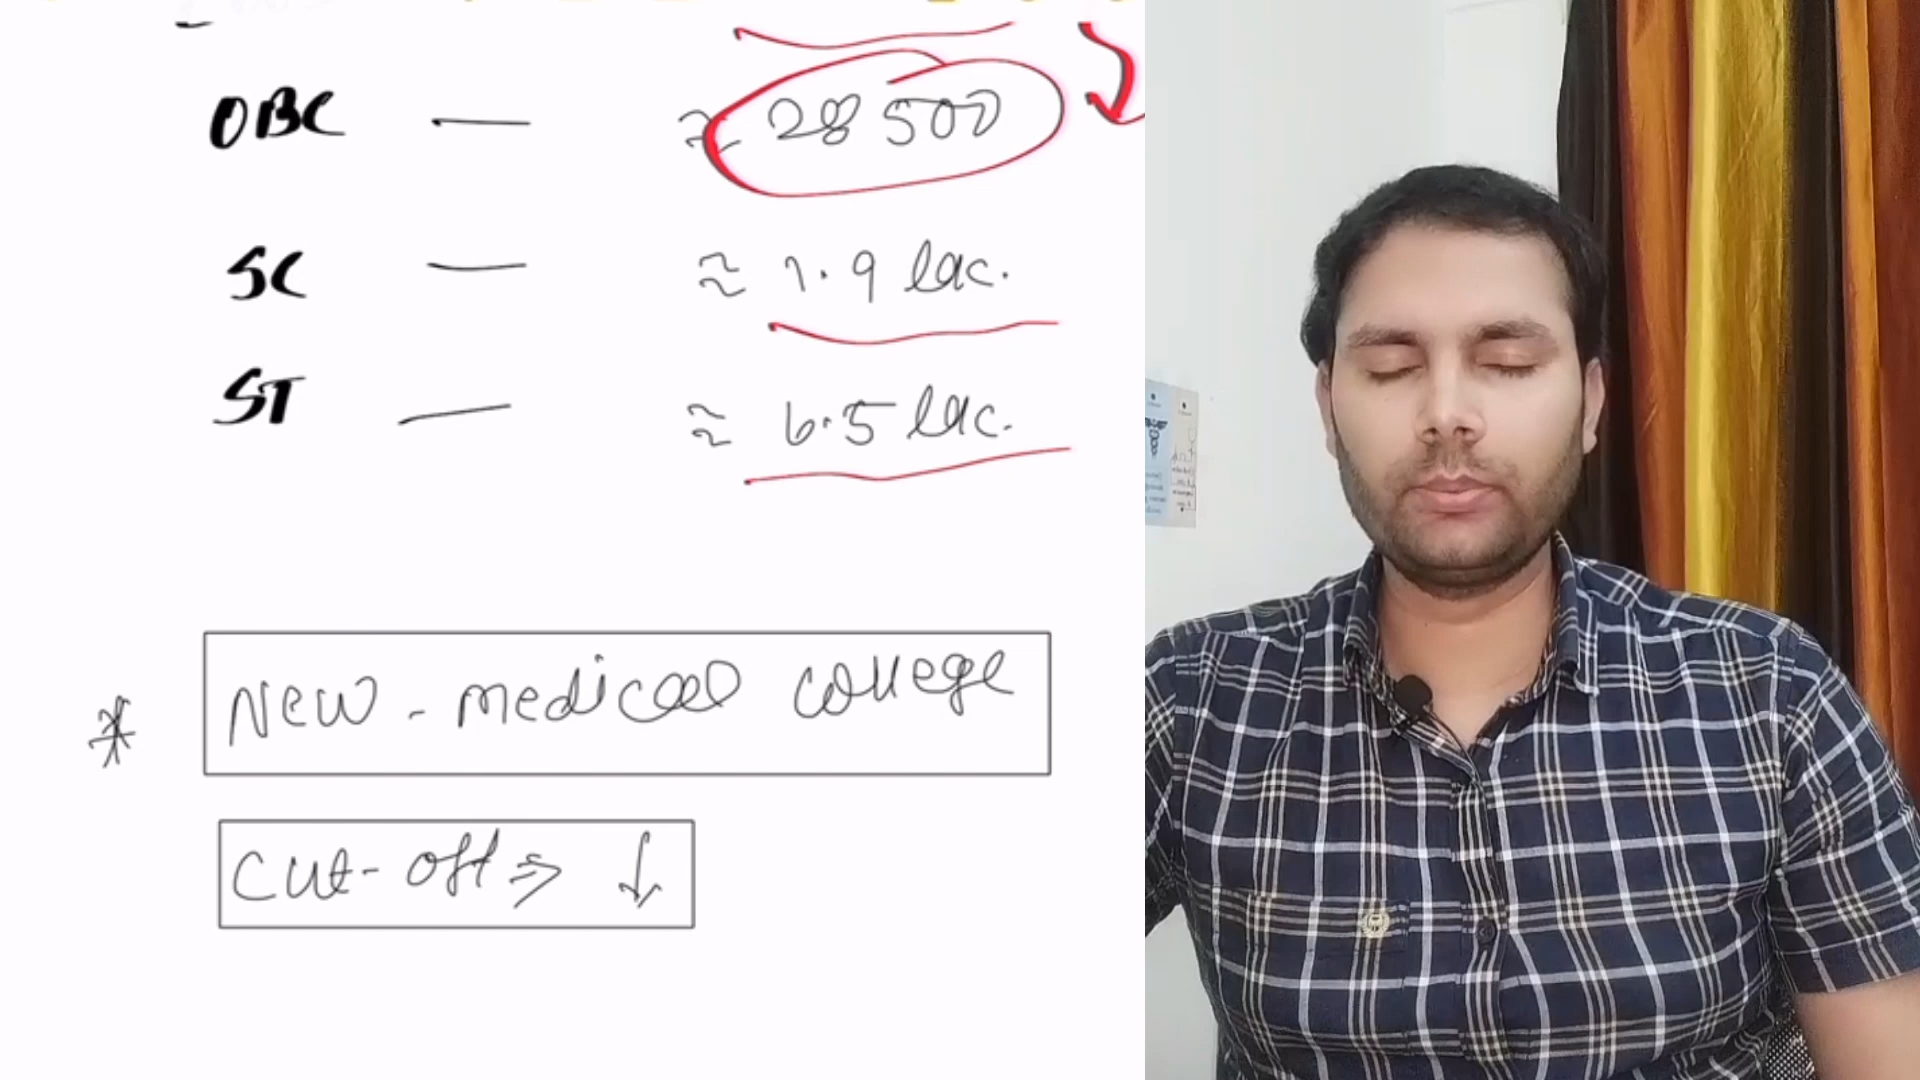 OBC — ≈ 28500
SC — ≈ 1.9 lac.
ST — ≈ 6.5 lac.
* New - medical college
cut-off ⇒ ↓